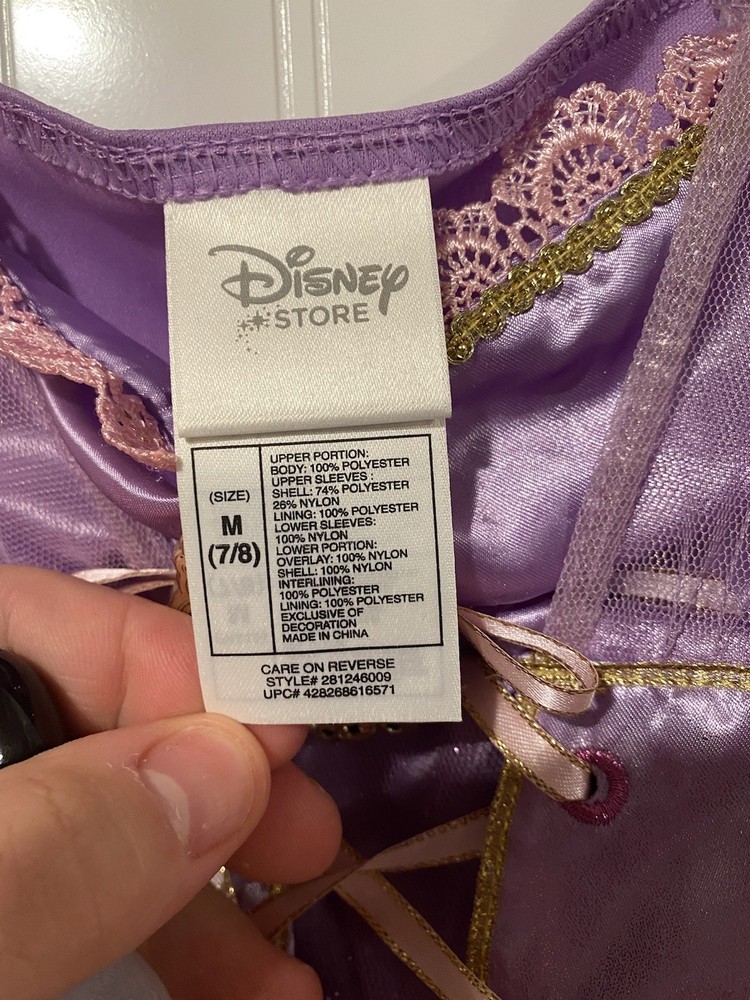 Disney
STORE
(SIZE)
M
(7/8)
UPPER PORTION:
BODY: 100% POLYESTER
UPPER SLEEVES :
SHELL: 74% POLYESTER
26% NYLON
LINING: 100% POLYESTER
LOWER SLEEVES:
100% NYLON
LOWER PORTION:
OVERLAY: 100% NYLON
SHELL: 100% NYLON
INTERLINING:
100% POLYESTER
LINING: 100% POLYESTER
EXCLUSIVE OF
DECORATION
MADE IN CHINA
CARE ON REVERSE
STYLE# 281246009
UPC# 428268616571